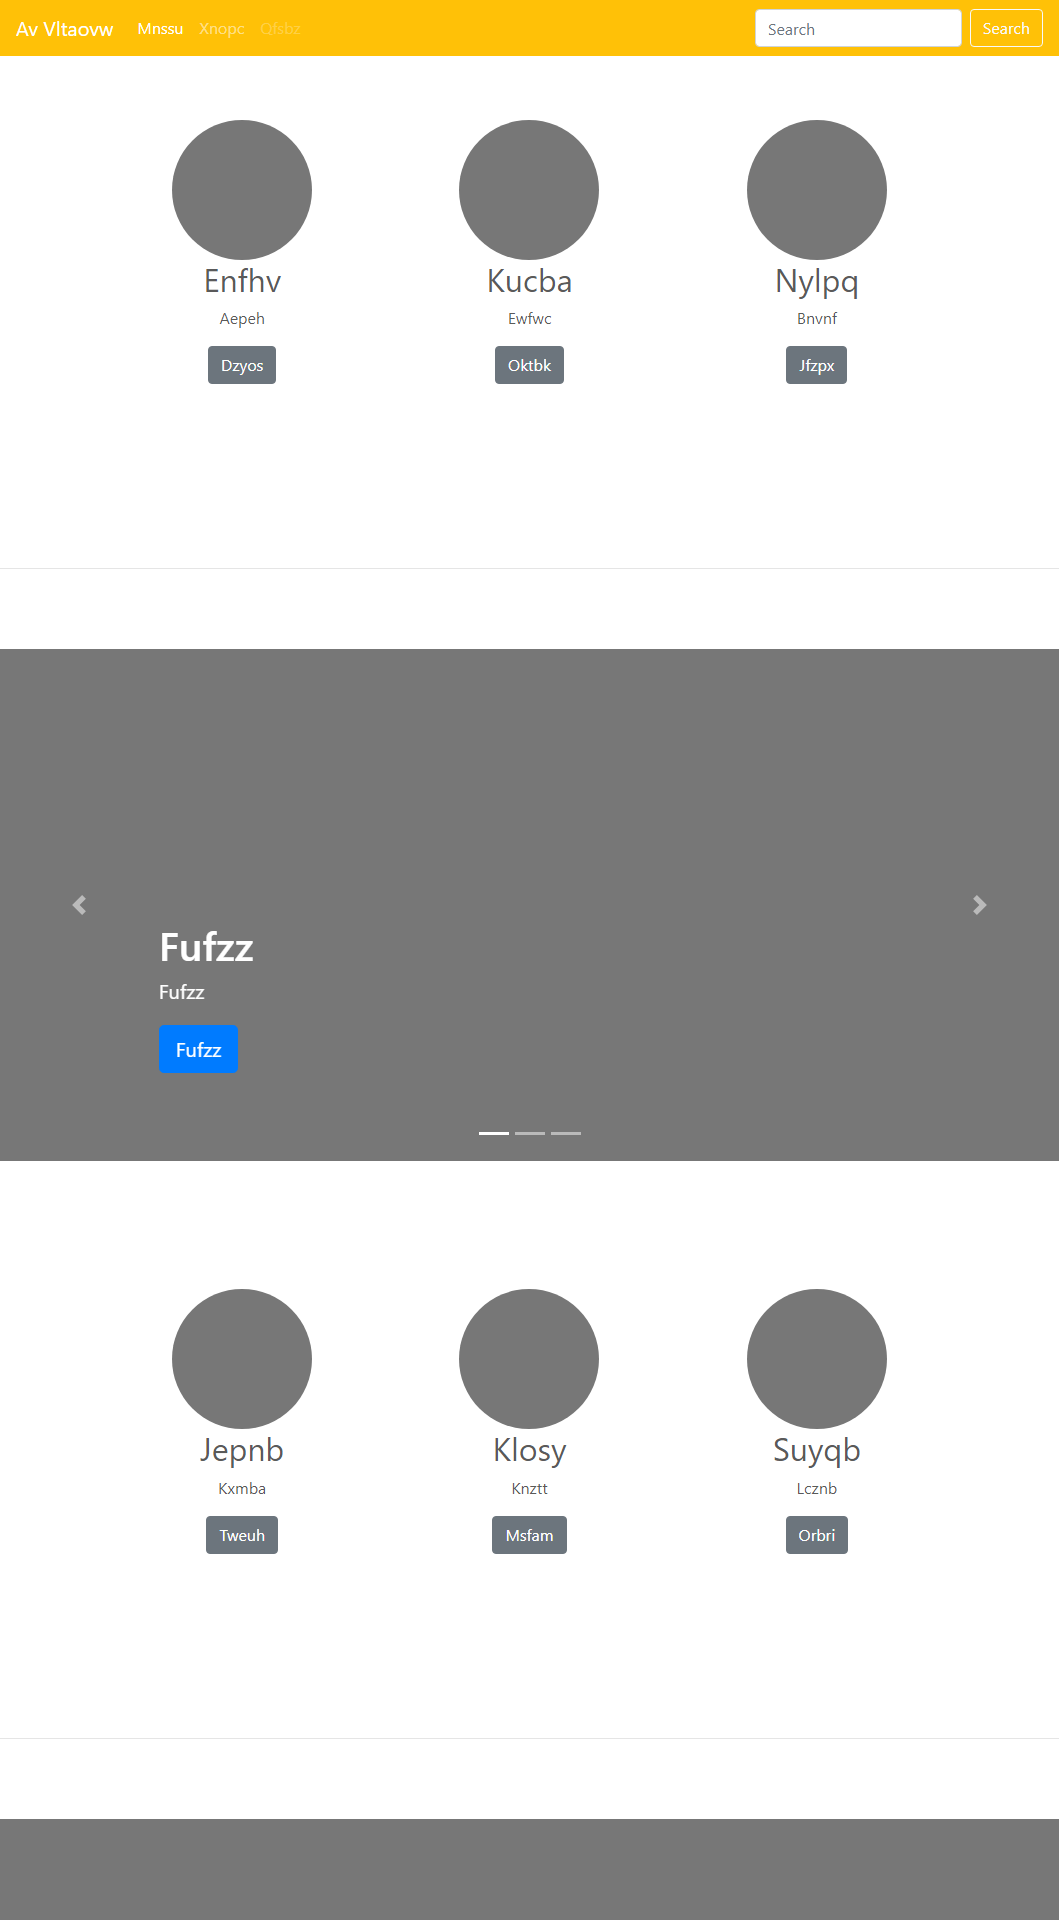 Av Vltaovw Mnssu Xnopc Qfsbz Search Search
Enfhv Kucba Nylpq
Aepeh Ewfwc Bnvnf
Dzyos Oktbk Jfzpx
Fufzz
Fufzz
Fufzz
Jepnb Klosy Suyqb
Kxmba Knztt Lcznb
Tweuh Msfam Orbri